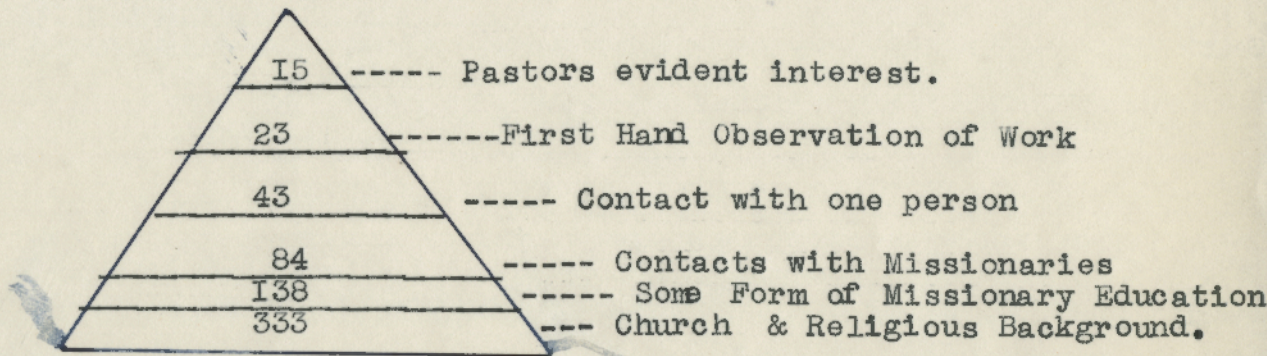 I5 ----- Pastors evident interest.
23 ------First Hand Observation of Work
43 ----- Contact with one person
84 ----- Contacts with Missionaries
I38 ----- Some Form of Missionary Education
333 --- Church & Religious Background.